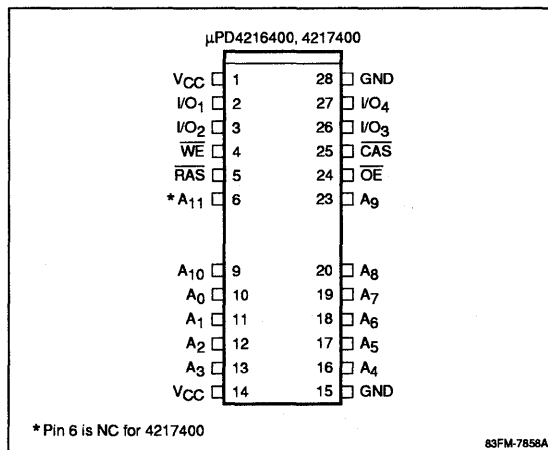 μPD4216400, 4217400
VCC 1 28 GND
I/O1 2 27 I/O4
I/O2 3 26 I/O3
WE 4 25 CAS
RAS 5 24 OE
* A11 6 23 A9
A10 9 20 A8
A0 10 19 A7
A1 11 18 A6
A2 12 17 A5
A3 13 16 A4
VCC 14 15 GND
* Pin 6 is NC for 4217400
83FM-7858A